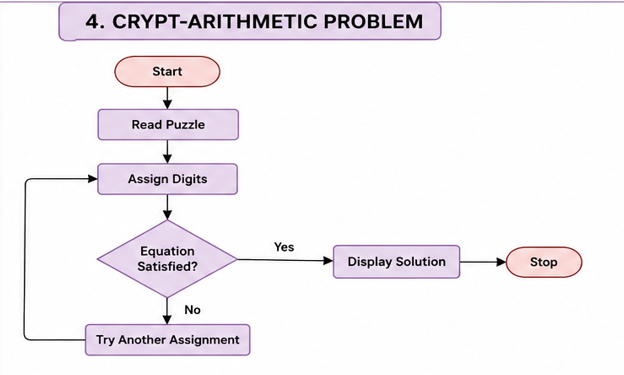 4. CRYPT-ARITHMETIC PROBLEM
Start
Read Puzzle
Assign Digits
Equation
Satisfied?
Yes
Display Solution
Stop
No
Try Another Assignment